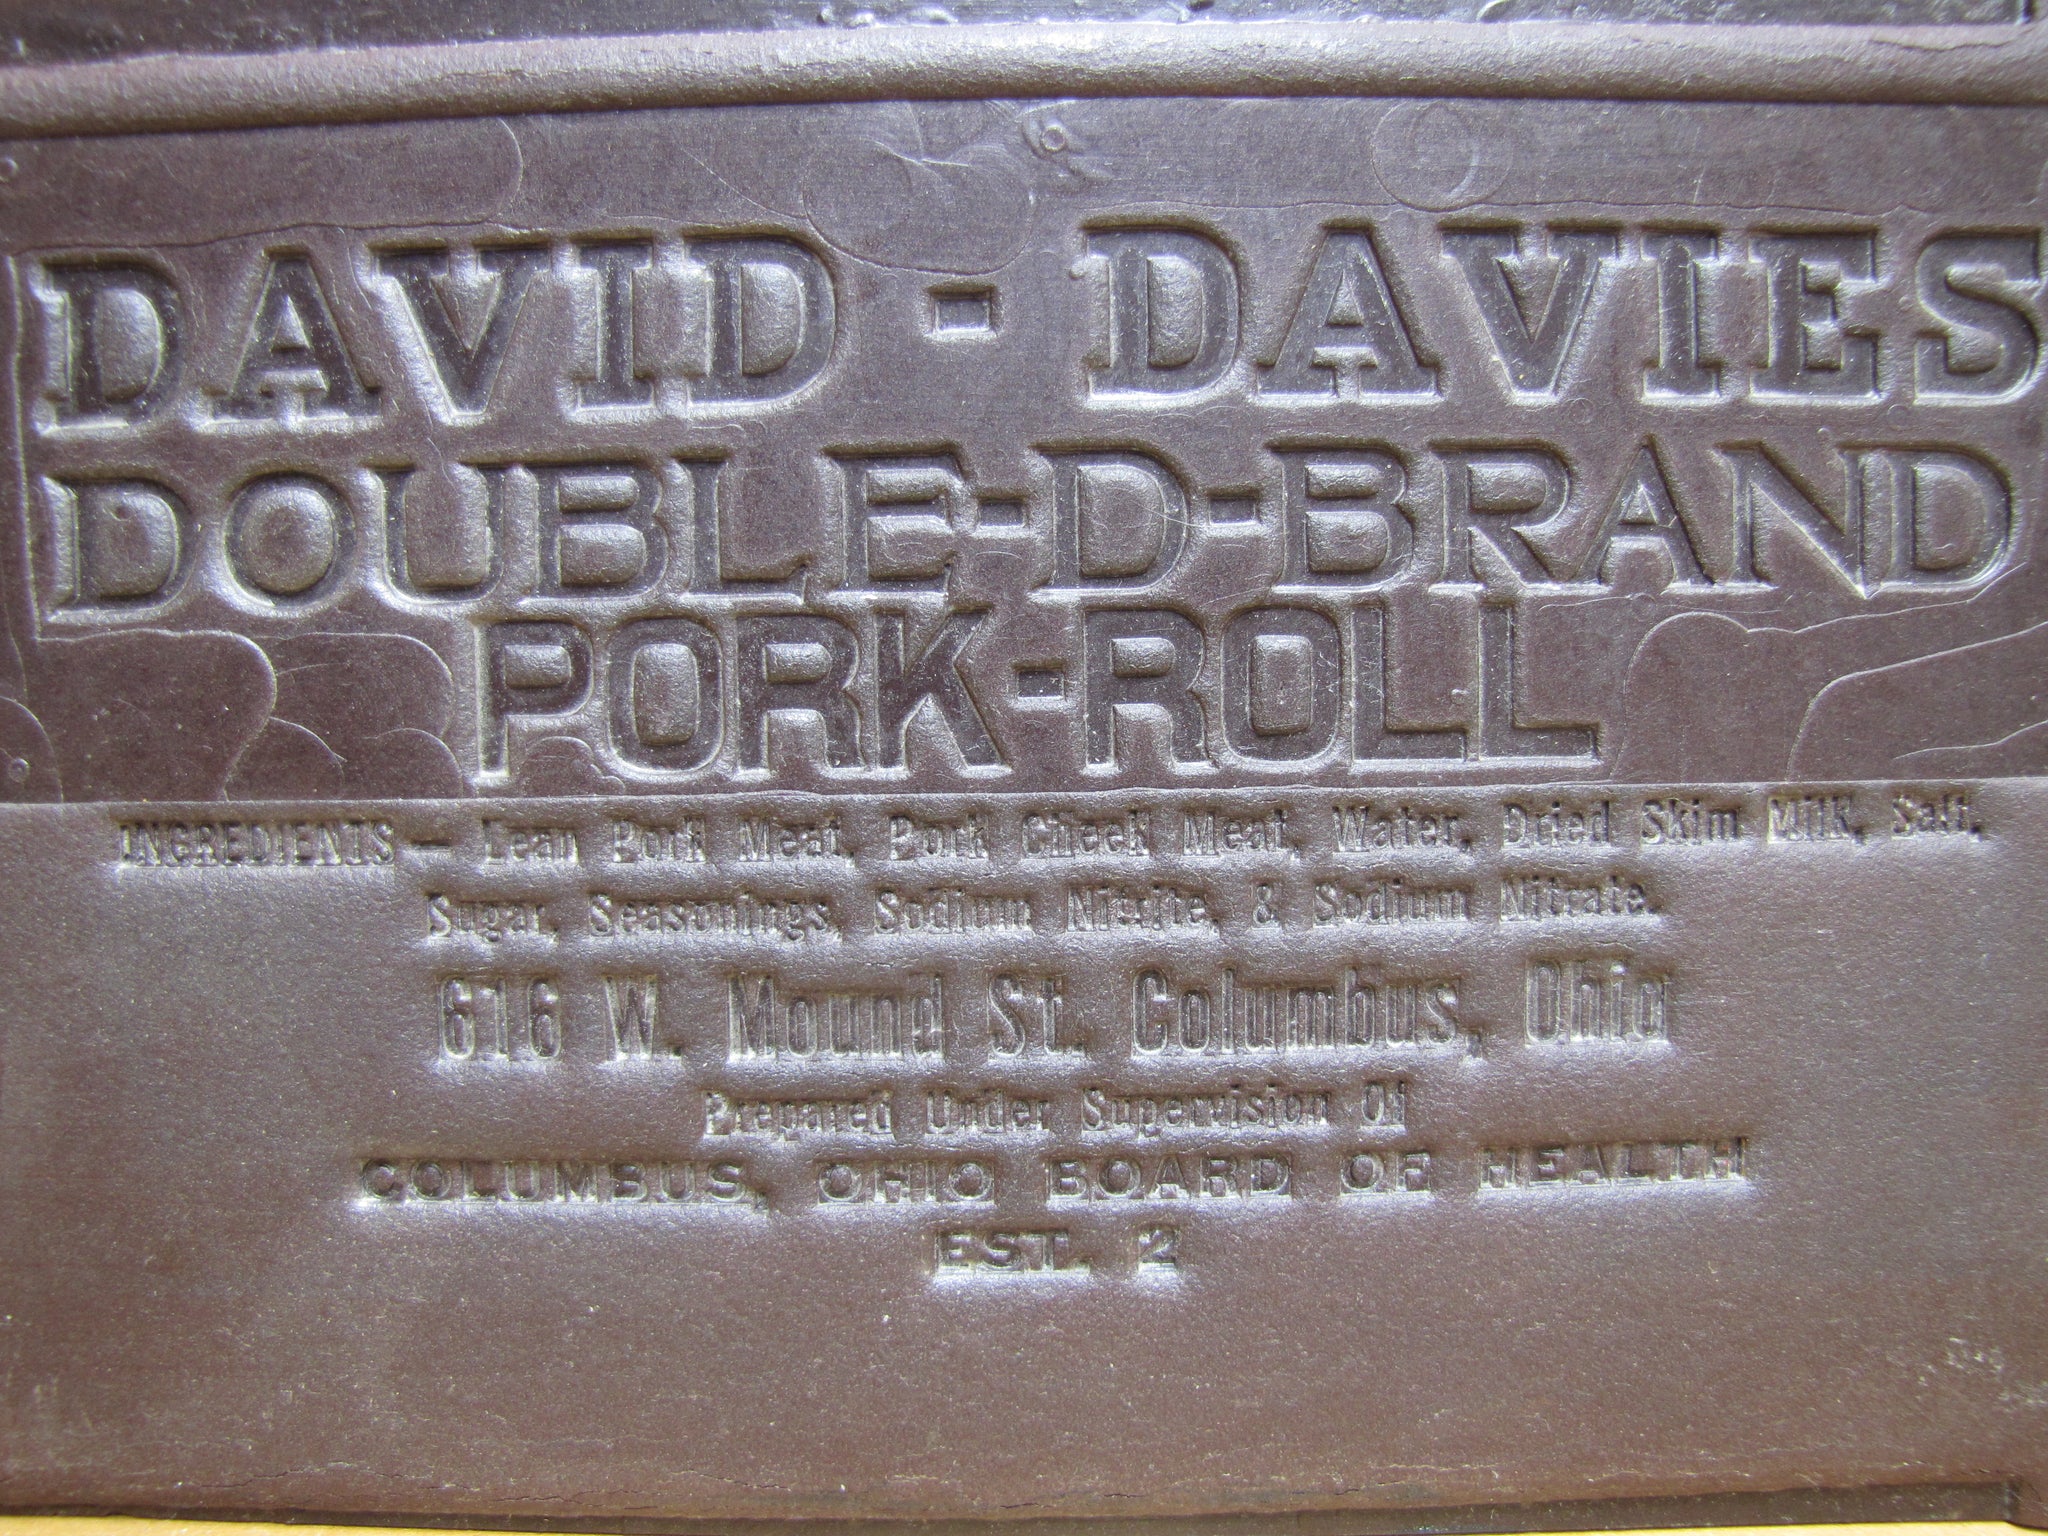 DAVID - DAVIES
DOUBLE-D-BRAND
PORK-ROLL
INGREDIENTS — Lean Pork Meat, Pork Cheek Meat, Water, Dried Skim Milk, Salt,
Sugar, Seasonings, Sodium Nitrite, & Sodium Nitrate.
616 W. Mound St. Columbus, Ohio
Prepared Under Supervision Of
COLUMBUS, OHIO BOARD OF HEALTH
EST. 2